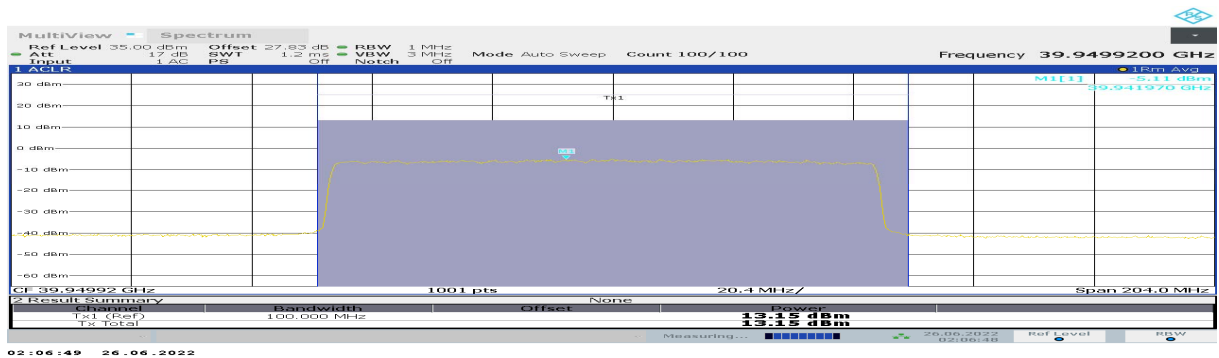 MultiView Spectrum
Ref Level 35.00 dBm Offset 27.83 dB RBW 1 MHz
Att 17 dB SWT 1.2 ms VBW 3 MHz Mode Auto Sweep Count 100/100 Frequency 39.9499200 GHz
Input 1 AC PS Off Notch Off
1 ACLR 1Rm Avg
M1[1] -5.11 dBm
39.941970 GHz
30 dBm
Tx1
20 dBm
10 dBm
0 dBm
M1
-10 dBm
-20 dBm
-30 dBm
-40 dBm
-50 dBm
-60 dBm
CF 39.94992 GHz 1001 pts 20.4 MHz/ Span 204.0 MHz
2 Result Summary None
Channel Bandwidth Offset Power
Tx1 (Ref) 100.000 MHz 13.15 dBm
Tx Total 13.15 dBm
Measuring... 26.06.2022 Ref Level RBW
02:06:48
02:06:49 26.06.2022